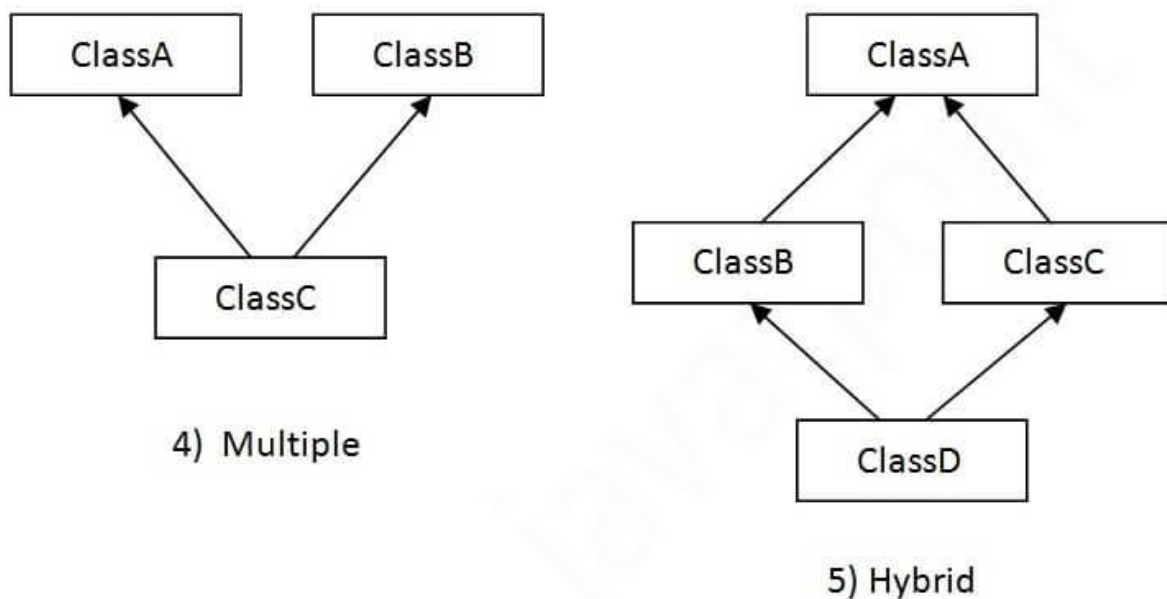 ClassA
ClassB
ClassC
4) Multiple
ClassA
ClassB
ClassC
ClassD
5) Hybrid